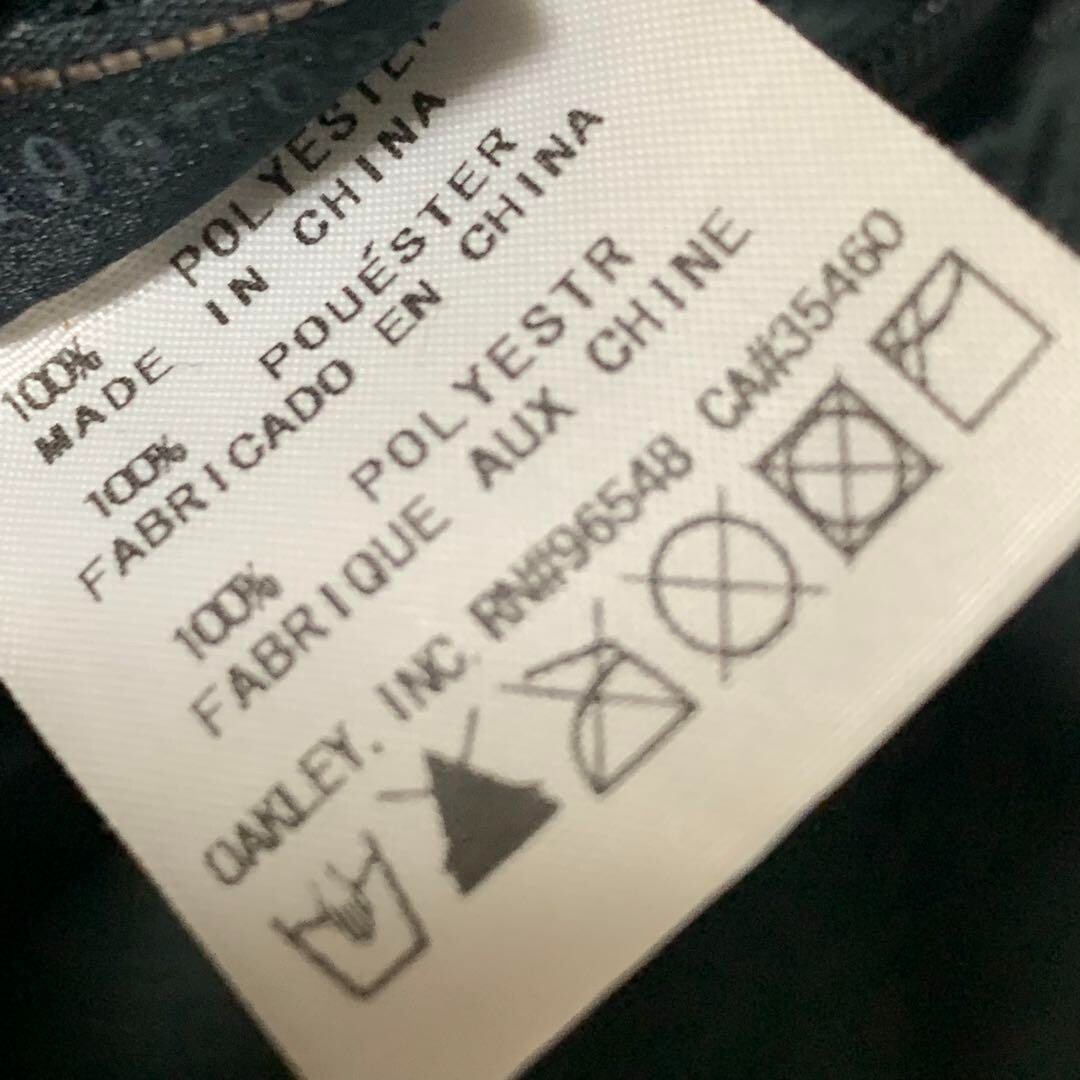 100% POLYESTER
MADE IN CHINA
100% POUÉSTER
FABRICADO EN CHINA
100% POLYESTR
FABRIQUE AUX CHINE
OAKLEY. INC. RN#96548 CA#35460